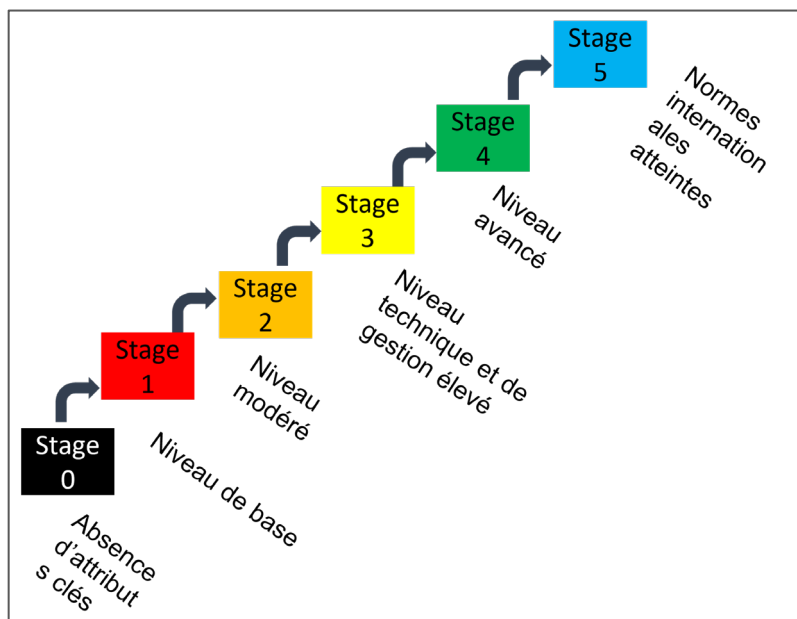 Stage
0
Absence
d’attribut
s clés
Stage
1
Niveau de base
Stage
2
Niveau
modéré
Stage
3
Niveau
technique et de
gestion élevé
Stage
4
Niveau
avancé
Stage
5
Normes
internation
ales
atteintes